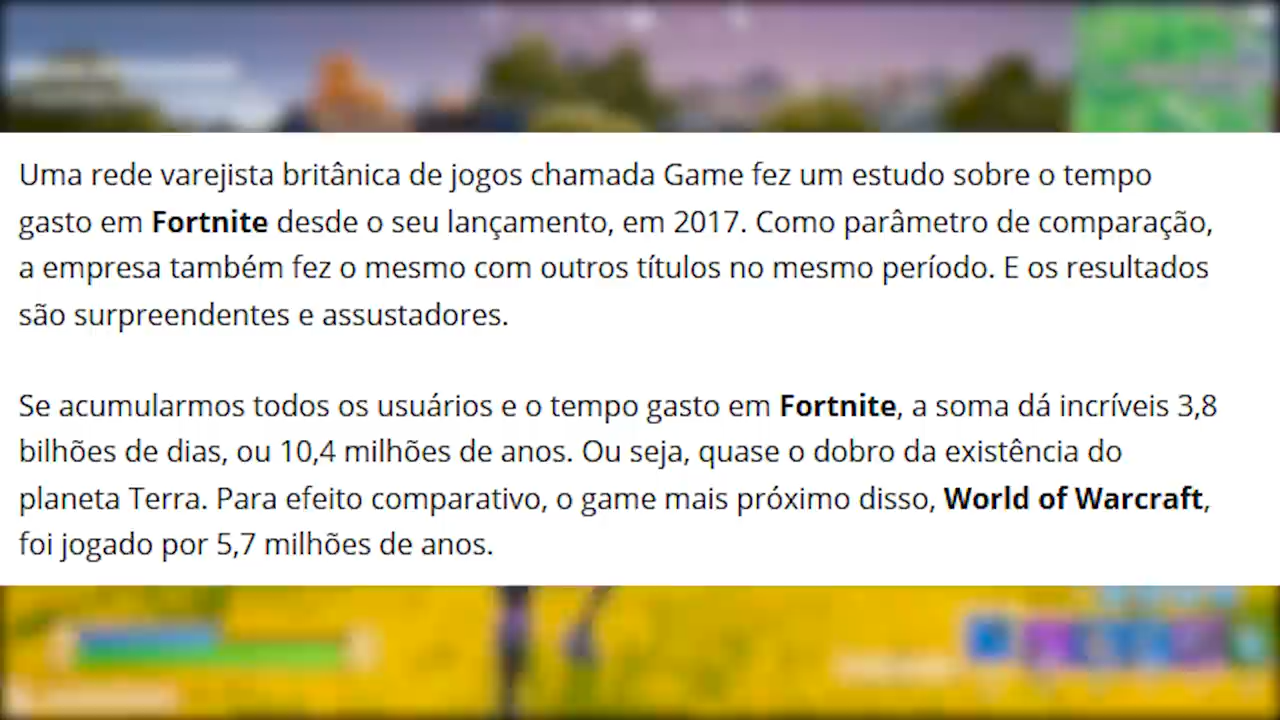 Uma rede varejista britânica de jogos chamada Game fez um estudo sobre o tempo
gasto em Fortnite desde o seu lançamento, em 2017. Como parâmetro de comparação,
a empresa também fez o mesmo com outros títulos no mesmo período. E os resultados
são surpreendentes e assustadores.
Se acumularmos todos os usuários e o tempo gasto em Fortnite, a soma dá incríveis 3,8
bilhões de dias, ou 10,4 milhões de anos. Ou seja, quase o dobro da existência do
planeta Terra. Para efeito comparativo, o game mais próximo disso, World of Warcraft,
foi jogado por 5,7 milhões de anos.